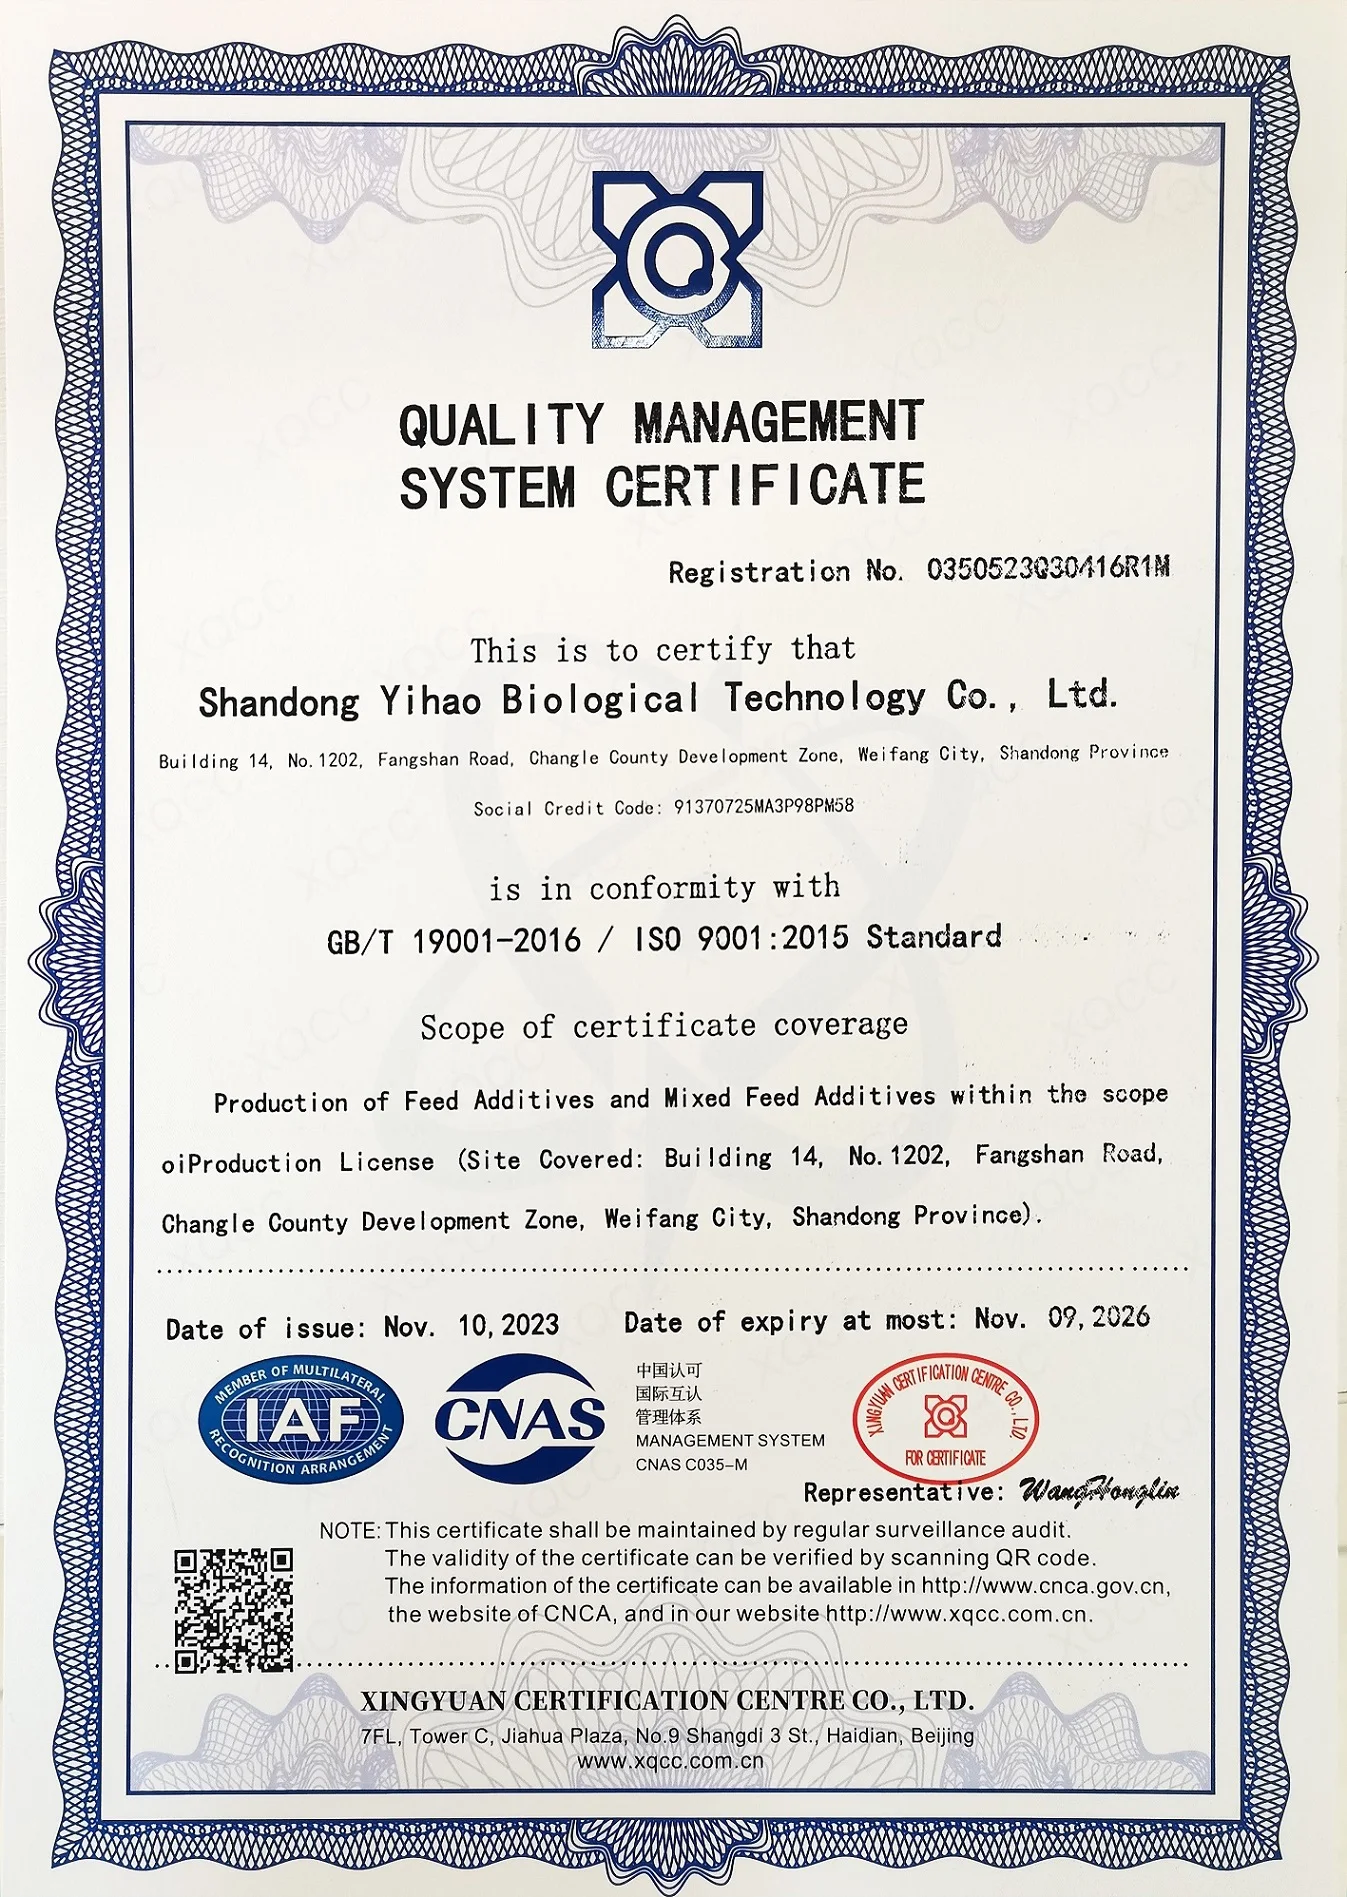 QUALITY MANAGEMENT
SYSTEM CERTIFICATE
Registration No. 0350523Q30416R1M
This is to certify that
Shandong Yihao Biological Technology Co., Ltd.
Building 14, No.1202, Fangshan Road, Changle County Development Zone, Weifang City, Shandong Province
Social Credit Code: 91370725MA3P98PM58
is in conformity with
GB/T 19001-2016 / ISO 9001:2015 Standard
Scope of certificate coverage
Production of Feed Additives and Mixed Feed Additives within the scope
oiProduction License (Site Covered: Building 14, No.1202, Fangshan Road,
Changle County Development Zone, Weifang City, Shandong Province).
Date of issue: Nov. 10,2023 Date of expiry at most: Nov. 09,2026
MEMBER OF MULTILATERAL
IAF
RECOGNITION ARRANGEMENT
CNAS
中国认可
国际互认
管理体系
MANAGEMENT SYSTEM
CNAS C035-M
XINGYUAN CERTIFICATION CENTRE CO.,LTD.
FOR CERTIFICATE
Representative: WangHonglin
NOTE: This certificate shall be maintained by regular surveillance audit.
The validity of the certificate can be verified by scanning QR code.
The information of the certificate can be available in http://www.cnca.gov.cn,
the website of CNCA, and in our website http://www.xqcc.com.cn.
XINGYUAN CERTIFICATION CENTRE CO., LTD.
7FL, Tower C, Jiahua Plaza, No.9 Shangdi 3 St., Haidian, Beijing
www.xqcc.com.cn